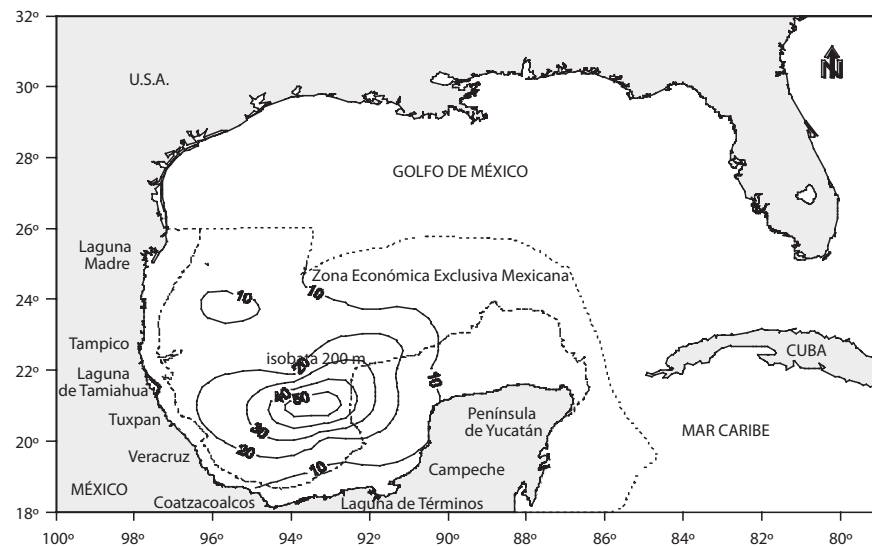 32º
30º
28º
26º
24º
22º
20º
18º
U.S.A.
N
GOLFO DE MÉXICO
Laguna
Madre
Zona Económica Exclusiva Mexicana
10
10
Tampico
isobata 200 m
20
CUBA
Laguna
de Tamiahua
40
50
10
Tuxpan
Península
de Yucatán
30
MAR CARIBE
20
Veracruz
10
Campeche
MÉXICO
Coatzacoalcos
Laguna de Términos
100º
98º
96º
94º
92º
90º
88º
86º
84º
82º
80º